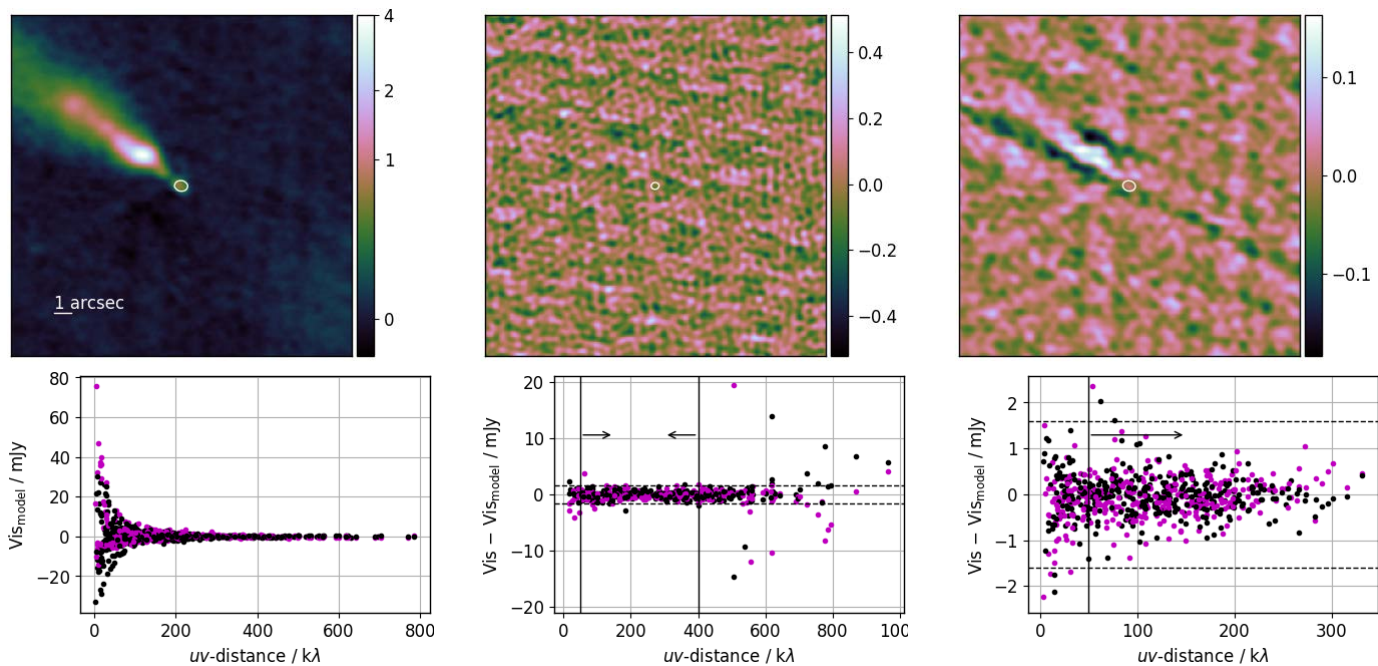 4
2
1
0
1 arcsec
0.4
0.2
0.0
−0.2
−0.4
0.1
0.0
−0.1
80
60
40
20
0
−20
0 200 400 600 800
Vis_model / mJy
uv-distance / kλ
20
10
0
−10
−20
0 200 400 600 800 100
Vis − Vis_model / mJy
uv-distance / kλ
2
1
0
−1
−2
0 100 200 300
Vis − Vis_model / mJy
uv-distance / kλ